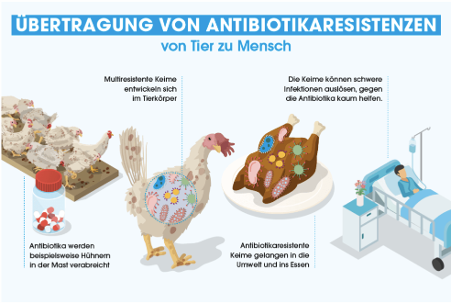 ÜBERTRAGUNG VON ANTIBIOTIKARESISTENZEN
von Tier zu Mensch
Multiresistente Keime
entwickeln sich
im Tierkörper
Die Keime können schwere
Infektionen auslösen, gegen
die Antibiotika kaum helfen.
Antibiotika werden
beispielsweise Hühnern
in der Mast verabreicht
Antibiotikaresistente
Keime gelangen in die
Umwelt und ins Essen